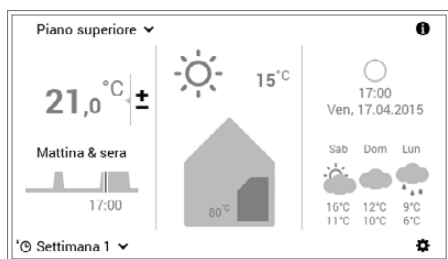 Piano superiore
21,0 °C ±
Mattina & sera
17:00
Settimana 1
15°C
80°C
17:00
Ven, 17.04.2015
Sab Dom Lun
16°C 12°C 9°C
11°C 10°C 6°C